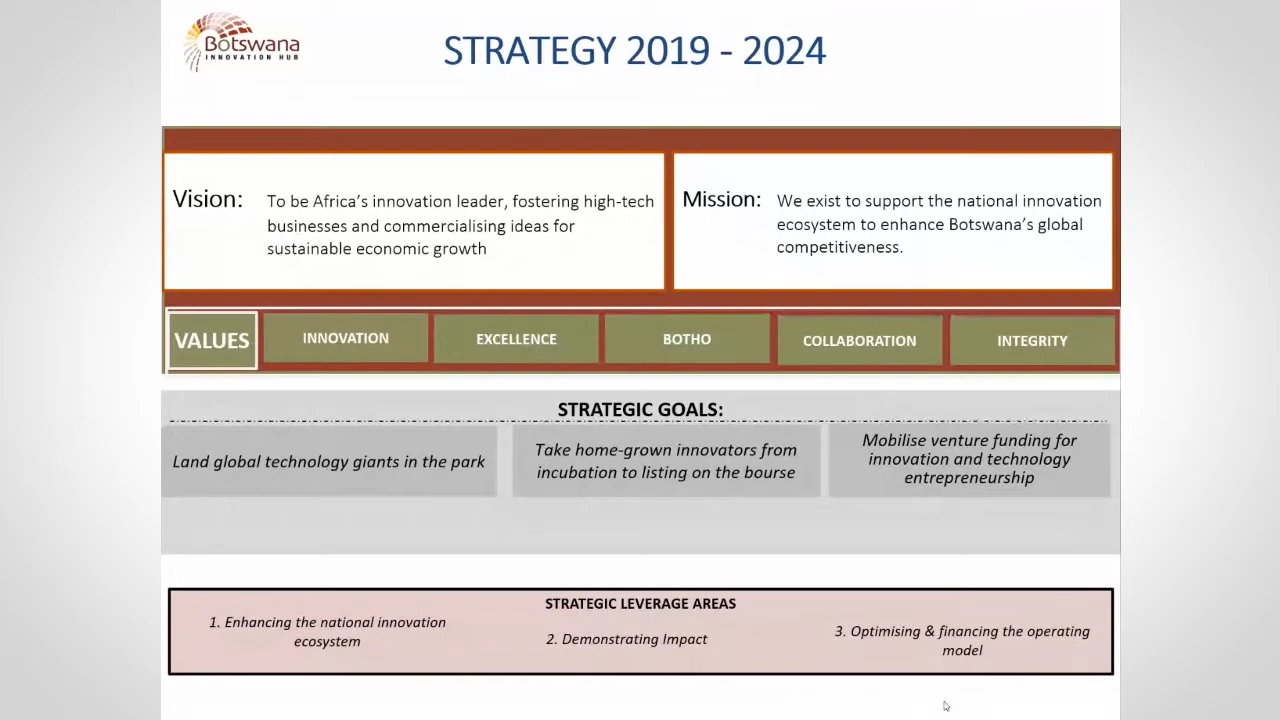 Botswana
INNOVATION HUB
STRATEGY 2019 - 2024
Vision:
To be Africa's innovation leader, fostering high-tech
businesses and commercialising ideas for
sustainable economic growth
Mission:
We exist to support the national innovation
ecosystem to enhance Botswana's global
competitiveness.
VALUES
INNOVATION
EXCELLENCE
BOTHO
COLLABORATION
INTEGRITY
STRATEGIC GOALS:
Land global technology giants in the park
Take home-grown innovators from
incubation to listing on the bourse
Mobilise venture funding for
innovation and technology
entrepreneurship
STRATEGIC LEVERAGE AREAS
1. Enhancing the national innovation
ecosystem
2. Demonstrating Impact
3. Optimising & financing the operating
model